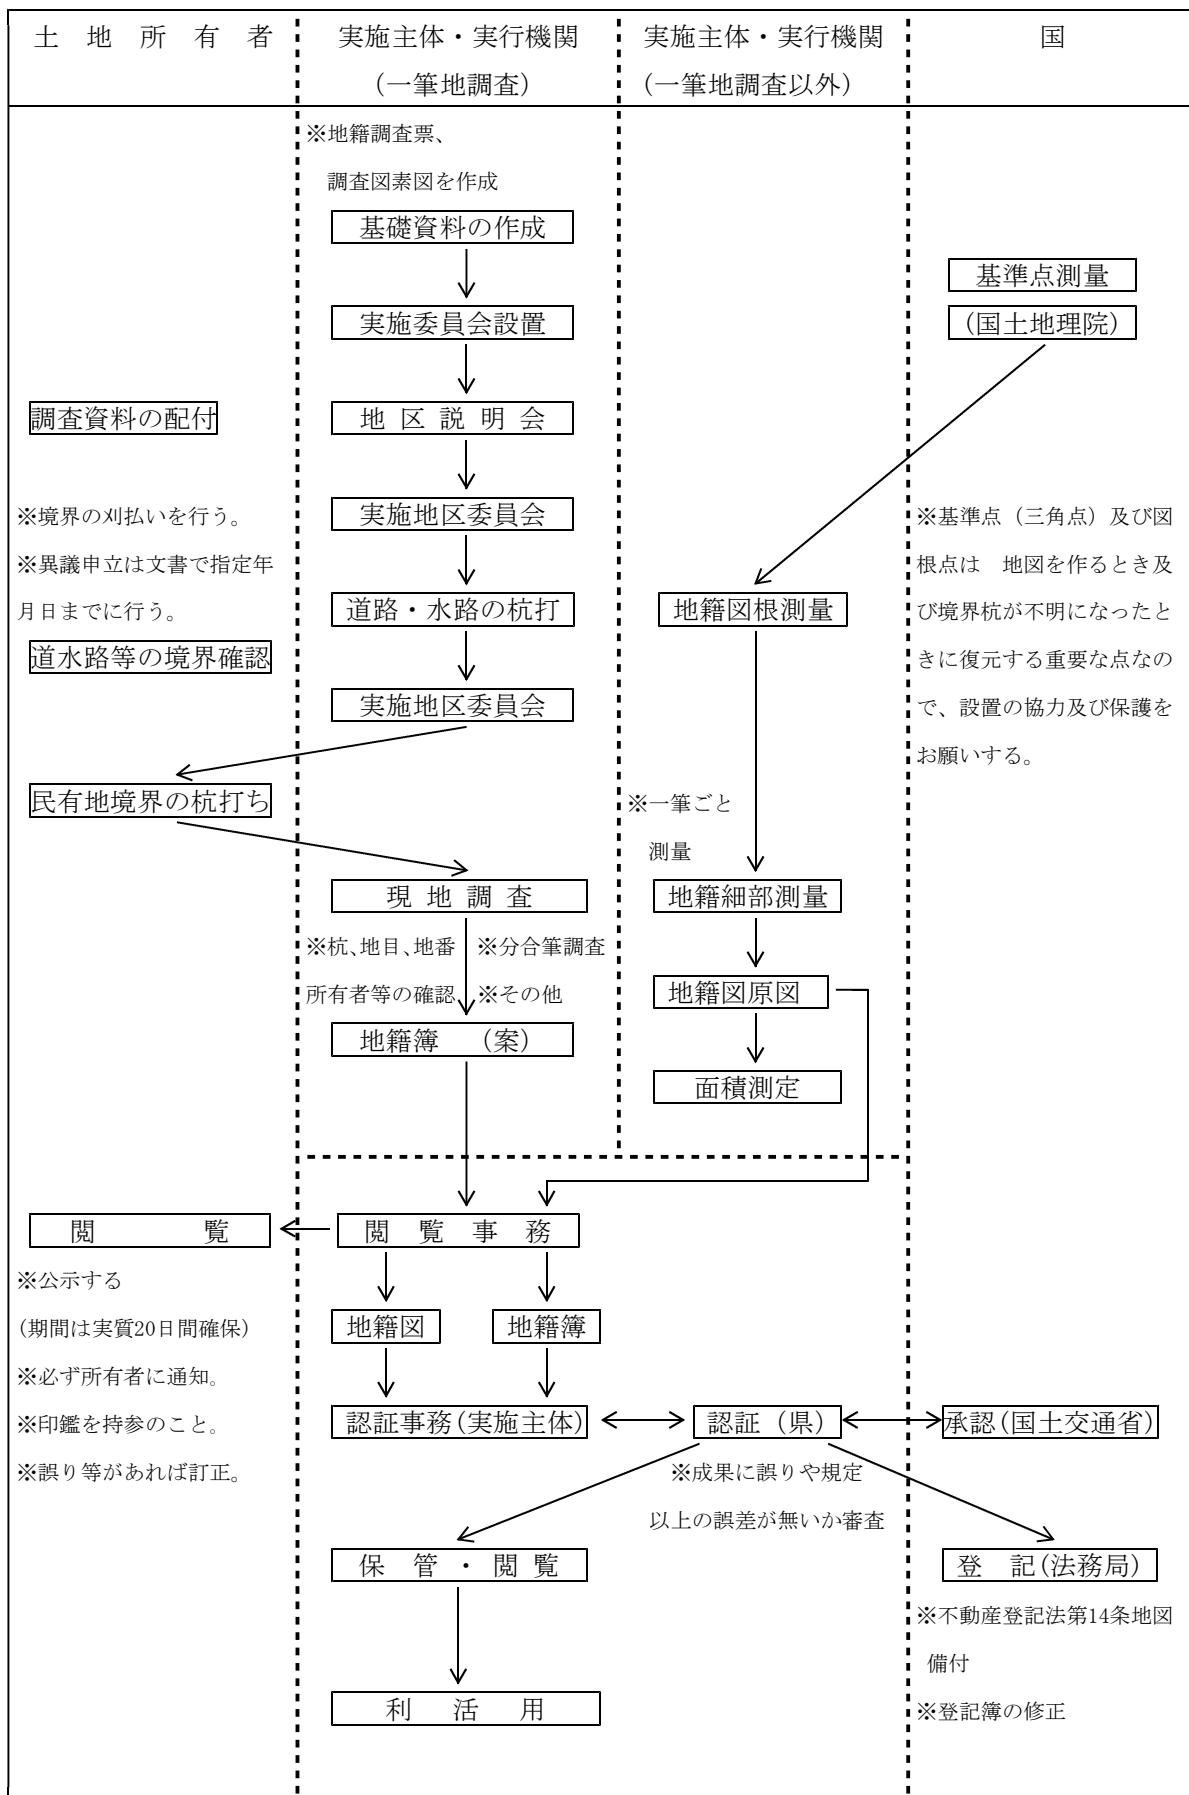 土地所有者
実施主体・実行機関
(一筆地調査)
実施主体・実行機関
(一筆地調査以外)
国
※地籍調査票、
調査図素図を作成
基礎資料の作成
実施委員会設置
基準点測量
(国土地理院)
調査資料の配付
地区説明会
※境界の刈払いを行う。
※異議申立は文書で指定年
月日までに行う。
道水路等の境界確認
実施地区委員会
道路・水路の杭打
実施地区委員会
地籍図根測量
※基準点（三角点）及び図
根点は　地図を作るとき及
び境界杭が不明になったと
きに復元する重要な点なの
で、設置の協力及び保護を
お願いする。
民有地境界の杭打ち
※一筆ごと
測量
現地調査
地籍細部測量
※杭、地目、地番
所有者等の確認
※分合筆調査
※その他
地籍図原図
地籍簿　（案）
面積測定
閲覧
閲覧事務
※公示する
(期間は実質20日間確保)
※必ず所有者に通知。
※印鑑を持参のこと。
※誤り等があれば訂正。
地籍図
地籍簿
認証事務(実施主体)
認証（県）
承認(国土交通省)
※成果に誤りや規定
以上の誤差が無いか審査
保管・閲覧
登　記(法務局)
※不動産登記法第14条地図
備付
※登記簿の修正
利活用